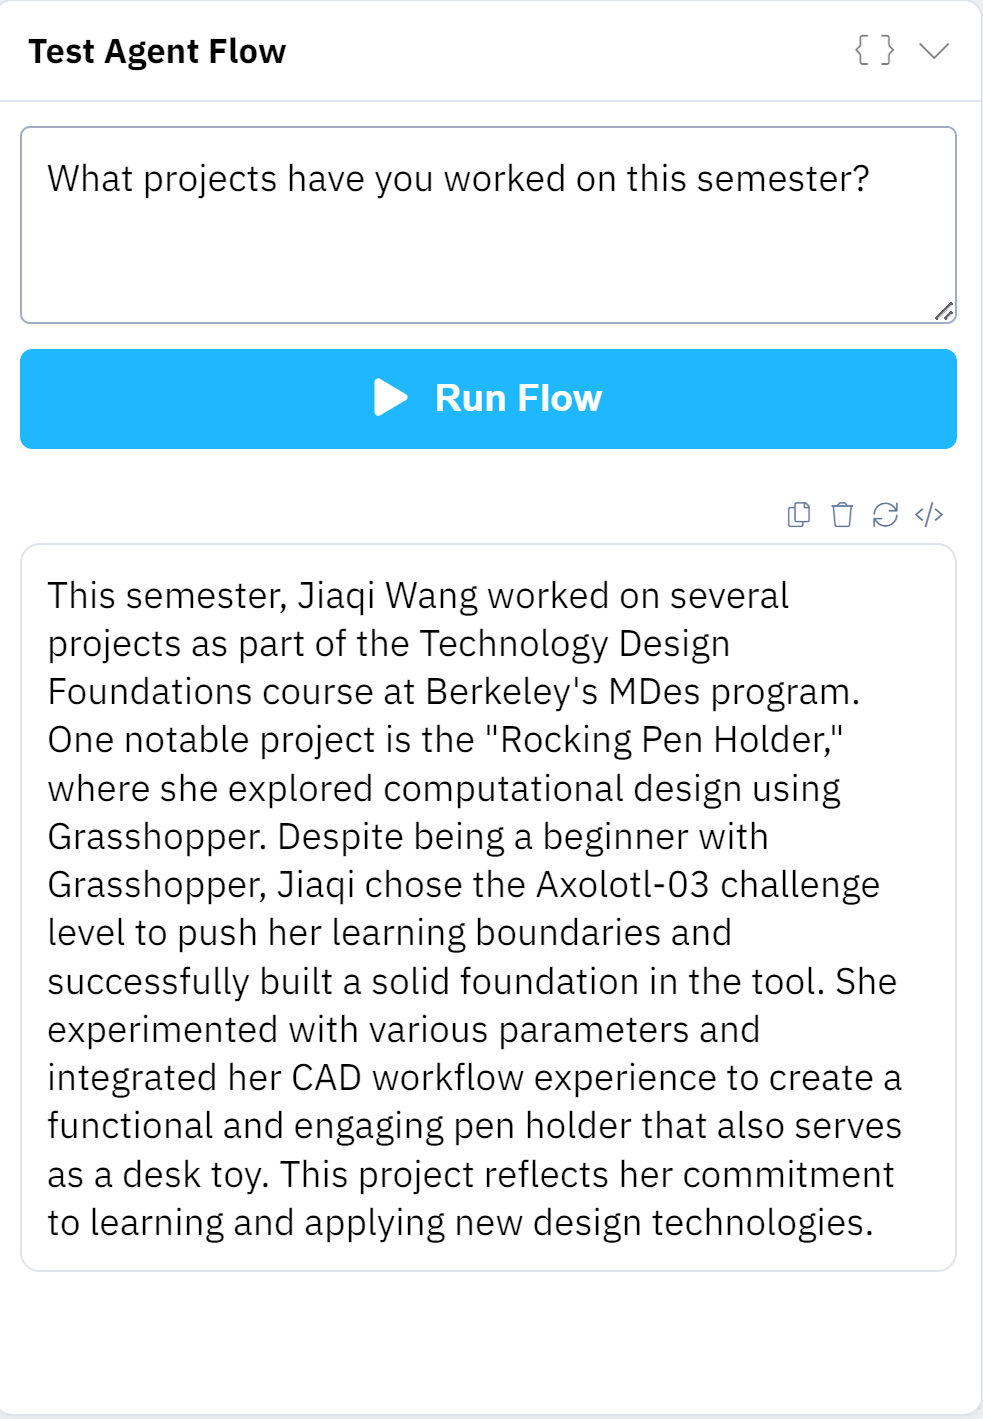 Test Agent Flow
{ }
What projects have you worked on this semester?
Run Flow
</>
This semester, Jiaqi Wang worked on several
projects as part of the Technology Design
Foundations course at Berkeley's MDes program.
One notable project is the "Rocking Pen Holder,"
where she explored computational design using
Grasshopper. Despite being a beginner with
Grasshopper, Jiaqi chose the Axolotl-03 challenge
level to push her learning boundaries and
successfully built a solid foundation in the tool. She
experimented with various parameters and
integrated her CAD workflow experience to create a
functional and engaging pen holder that also serves
as a desk toy. This project reflects her commitment
to learning and applying new design technologies.